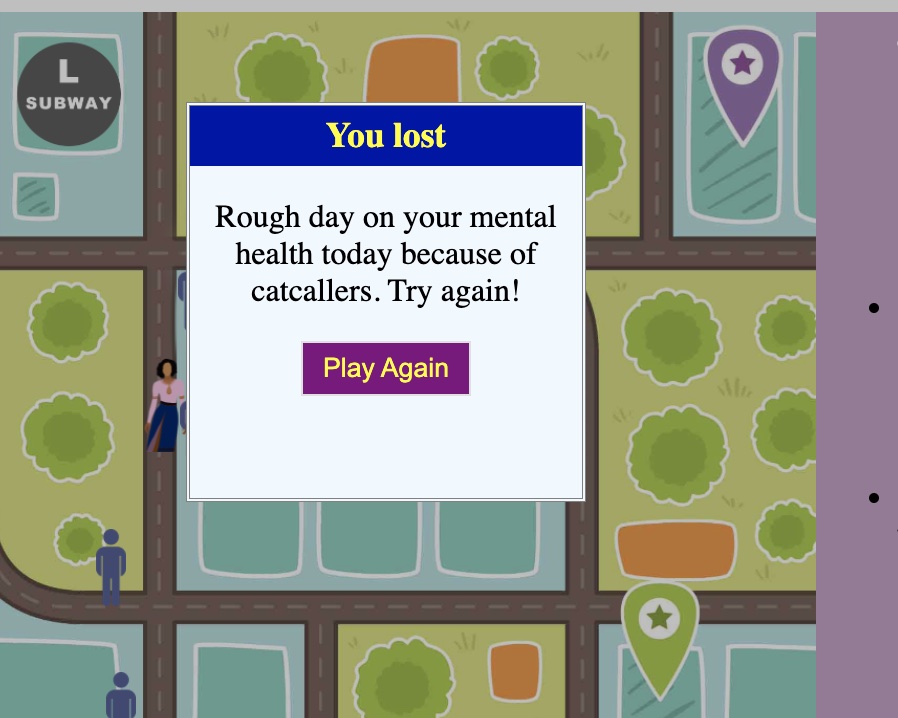 L
SUBWAY
You lost
Rough day on your mental
health today because of
catcallers. Try again!
Play Again